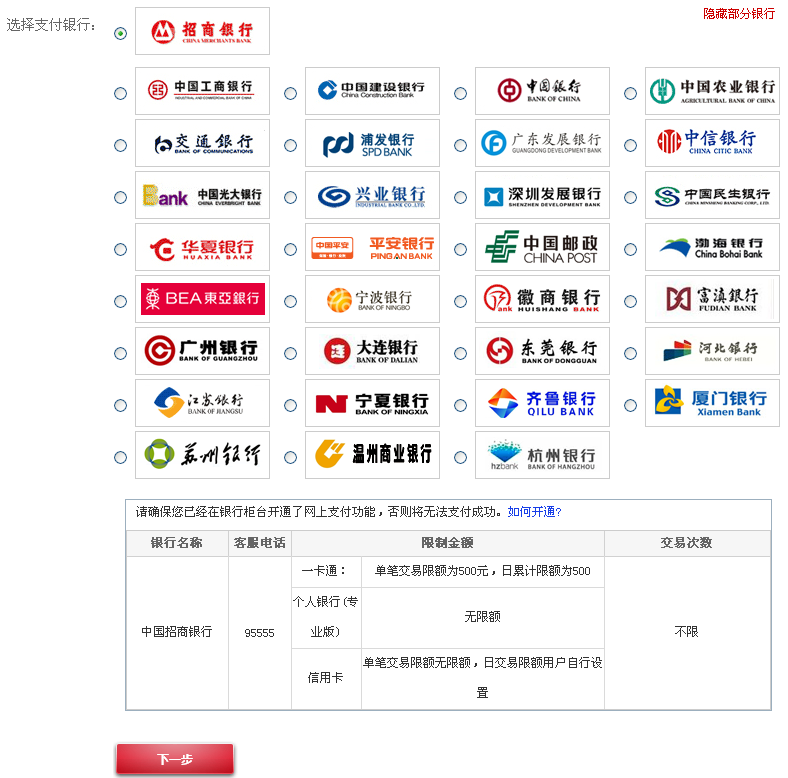 选择支付银行：
招商银行
CHINA MERCHANTS BANK
隐藏部分银行
中国工商银行
INDUSTRIAL AND COMMERCIAL BANK OF CHINA
中国建设银行
China Construction Bank
中国银行
BANK OF CHINA
中国农业银行
AGRICULTURAL BANK OF CHINA
交通银行
BANK OF COMMUNICATIONS
浦发银行
SPD BANK
广东发展银行
GUANGDONG DEVELOPMENT BANK
中信银行
CHINA CITIC BANK
Bank
中国光大银行
CHINA EVERBRIGHT BANK
兴业银行
INDUSTRIAL BANK CO.,LTD.
深圳发展银行
SHENZHEN DEVELOPMENT BANK
中国民生银行
CHINA MINSHENG BANKING CORP., LTD
华夏银行
HUAXIA BANK
中国平安
平安银行
PINGAN BANK
中国邮政
CHINA POST
渤海银行
China Bohai Bank
BEA東亞銀行
宁波银行
BANK OF NINGBO
ank
徽商银行
HUISHANG BANK
富滇银行
FUDIAN BANK
广州银行
BANK OF GUANGZHOU
大连银行
BANK OF DALIAN
东莞银行
BANK OF DONGGUAN
河北银行
BANK OF HEBEI
江苏银行
BANK OF JIANGSU
宁夏银行
BANK OF NINGXIA
齐鲁银行
QILU BANK
厦门银行
Xiamen Bank
苏州银行
温州商业银行
hzbank
杭州银行
BANK OF HANGZHOU
请确保您已经在银行柜台开通了网上支付功能，否则将无法支付成功。如何开通?
银行名称 客服电话 限制金额 交易次数
一卡通： 单笔交易限额为500元，日累计限额为500
个人银行(专
业版) 无限额
中国招商银行 95555 不限
信用卡 单笔交易限额无限额，日交易限额用户自行设
置
下一步